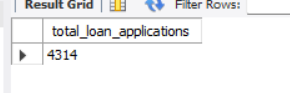 Result Grid
Filter Rows:
total_loan_applications
4314